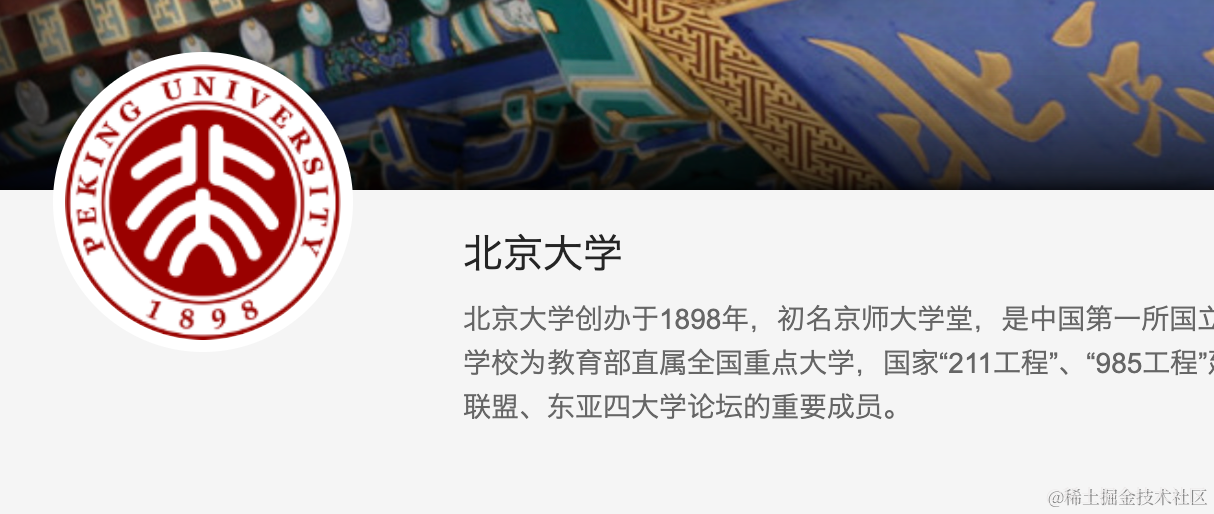 PEKING UNIVERSITY
1898
北京大学
北京大学创办于1898年，初名京师大学堂，是中国第一所国立
学校为教育部直属全国重点大学，国家“211工程”、“985工程”
联盟、东亚四大学论坛的重要成员。
@稀土掘金技术社区